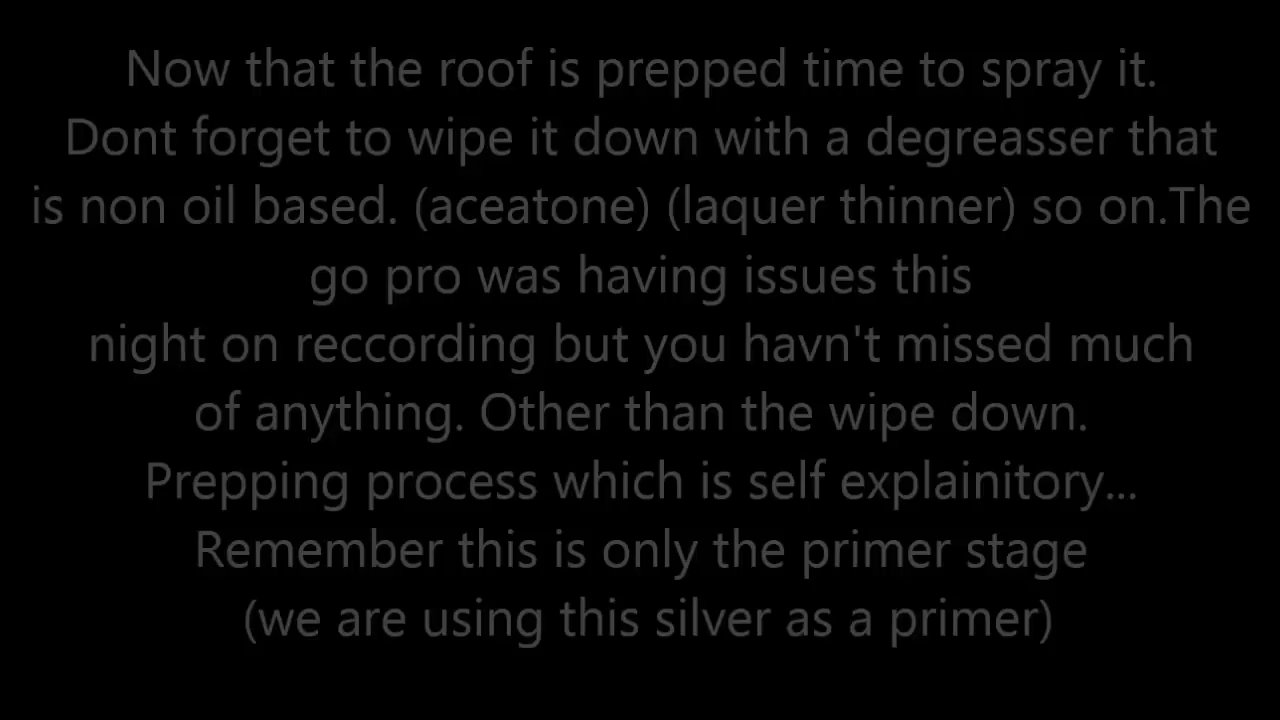 Now that the roof is prepped time to spray it.
Dont forget to wipe it down with a degreasser that
is non oil based. (aceatone) (laquer thinner) so on.The
go pro was having issues this
night on reccording but you havn't missed much
of anything. Other than the wipe down.
Prepping process which is self explainitory...
Remember this is only the primer stage
(we are using this silver as a primer)